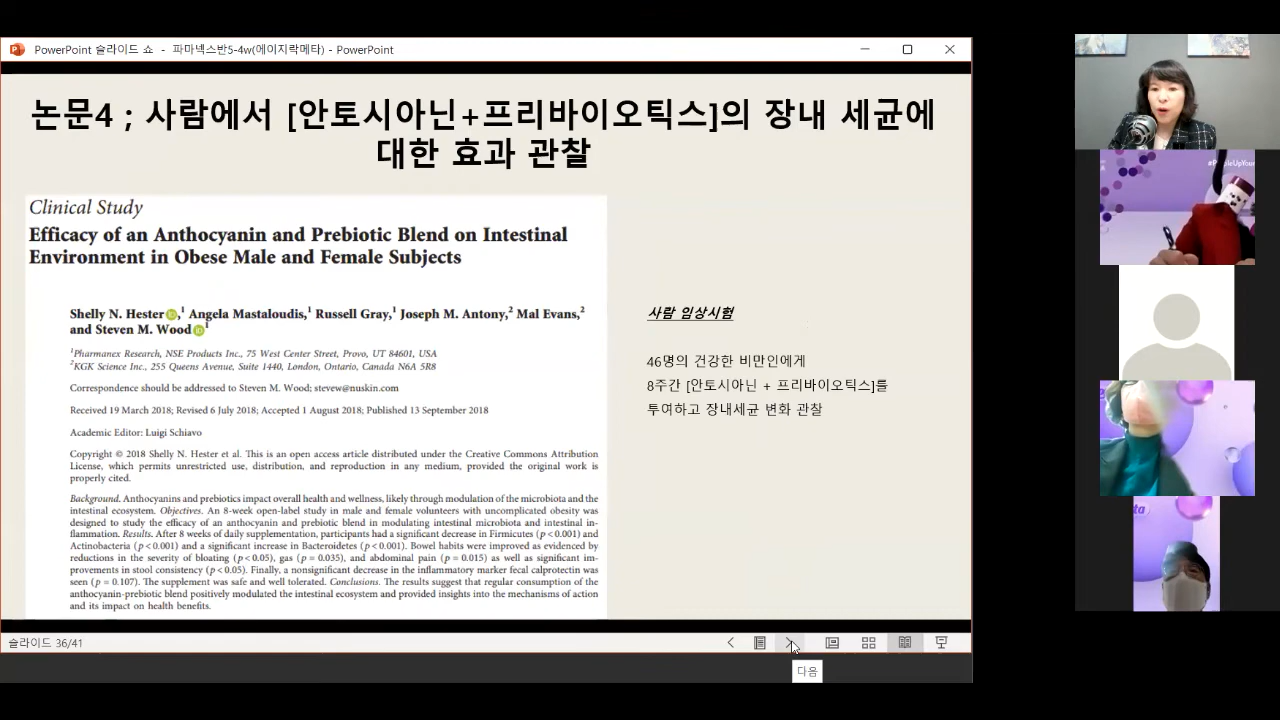 PowerPoint 슬라이드 쇼 - 파마넥스반5-4w(에이지락메타) - PowerPoint
논문4 ; 사람에서 [안토시아닌+프리바이오틱스]의 장내 세균에
대한 효과 관찰
Clinical Study
Efficacy of an Anthocyanin and Prebiotic Blend on Intestinal
Environment in Obese Male and Female Subjects
Shelly N. Hester,1 Angela Mastaloudis,1 Russell Gray,1 Joseph M. Antony,2 Mal Evans,2
and Steven M. Wood1
1Pharmanex Research, NSE Products Inc., 75 West Center Street, Provo, UT 84601, USA
2KGK Science Inc., 255 Queens Avenue, Suite 1440, London, Ontario, Canada N6A 5R8
Correspondence should be addressed to Steven M. Wood; stevew@nuskin.com
Received 19 March 2018; Revised 6 July 2018; Accepted 1 August 2018; Published 13 September 2018
Academic Editor: Luigi Schiavo
Copyright © 2018 Shelly N. Hester et al. This is an open access article distributed under the Creative Commons Attribution
License, which permits unrestricted use, distribution, and reproduction in any medium, provided the original work is
properly cited.
Background. Anthocyanins and prebiotics impact overall health and wellness, likely through modulation of the microbiota and the
intestinal ecosystem. Objectives. An 8-week open-label study in male and female volunteers with uncomplicated obesity was
designed to study the efficacy of an anthocyanin and prebiotic blend in modulating intestinal microbiota and intestinal in-
flammation. Results. After 8 weeks of daily supplementation, participants had a significant decrease in Firmicutes (p < 0.001) and
Actinobacteria (p < 0.001) and a significant increase in Bacteroidetes (p < 0.001). Bowel habits were improved as evidenced by
reductions in the severity of bloating (p < 0.05), gas (p = 0.035), and abdominal pain (p = 0.015) as well as significant im-
provements in stool consistency (p < 0.05). Finally, a nonsignificant decrease in the inflammatory marker fecal calprotectin was
seen (p = 0.107). The supplement was safe and well tolerated. Conclusions. The results suggest that regular consumption of the
anthocyanin-prebiotic blend positively modulated the intestinal ecosystem and provided insights into the mechanisms of action
and its impact on health benefits.
사람 임상시험
46명의 건강한 비만인에게
8주간 [안토시아닌 + 프리바이오틱스]를
투여하고 장내세균 변화 관찰
슬라이드 36/41
다음